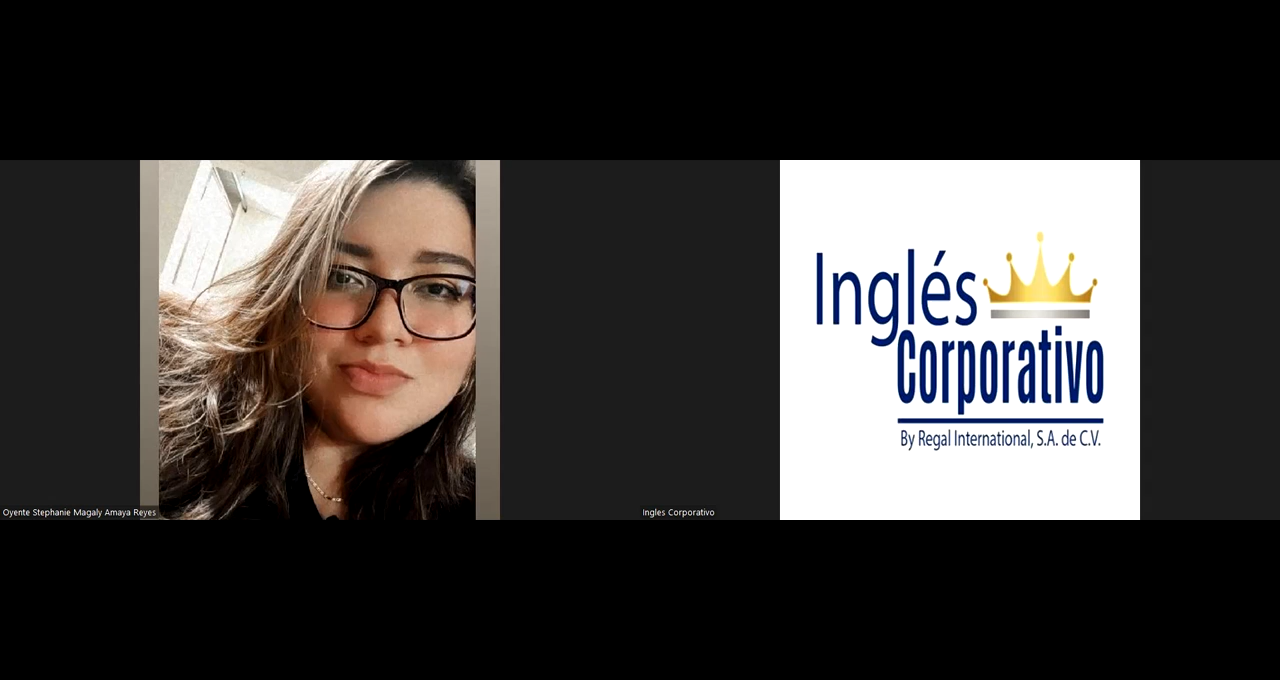 Inglés
Corporativo
By Regal International, S.A. de C.V.
Oyente Stephanie Magaly Amaya Reyes
Ingles Corporativo